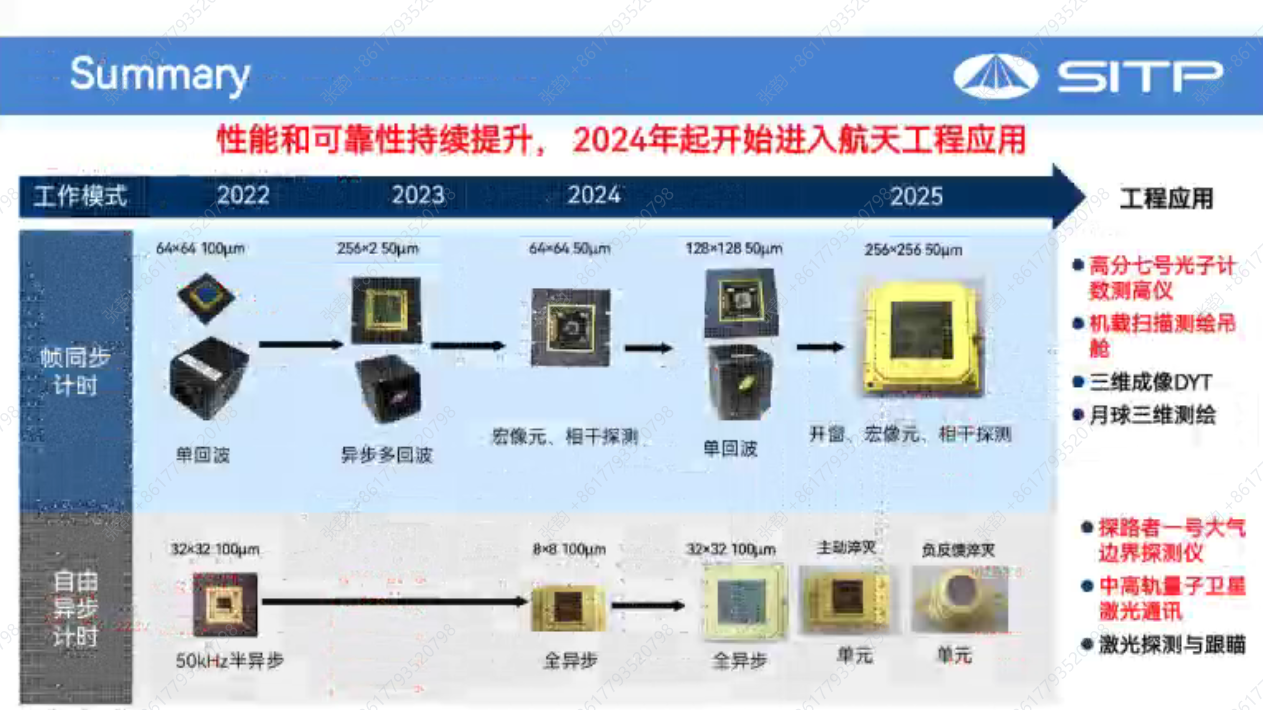 Summary
SITP
性能和可靠性持续提升， 2024年起开始进入航天工程应用
工作模式 2022 2023 2024 2025 工程应用
64×64 100μm 256×2 50μm 64×64 50μm 128×128 50μm 256×256 50μm
帧同步
计时
单回波 异步多回波 宏像元、相干探测 单回波 开窗、宏像元、相干探测
高分七号光子计
数测高仪
机载扫描测绘吊
舱
三维成像DYT
月球三维测绘
32×32 100μm 8×8 100μm 32×32 100μm 主动淬灭 负反馈淬灭
自由
异步
计时
50kHz半异步 全异步 全异步 单元 单元
探路者一号大气
边界探测仪
中高轨量子卫星
激光通讯
激光探测与跟瞄
张韵 +8617793520798